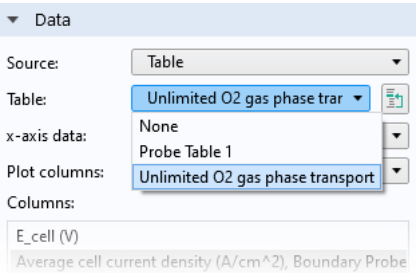 Data
Source: Table
Table: Unlimited O2 gas phase trar
None
x-axis data:
Probe Table 1
Plot columns:
Unlimited O2 gas phase transport
Columns:
E_cell (V)
Average cell current density (A/cm^2), Boundary Probe